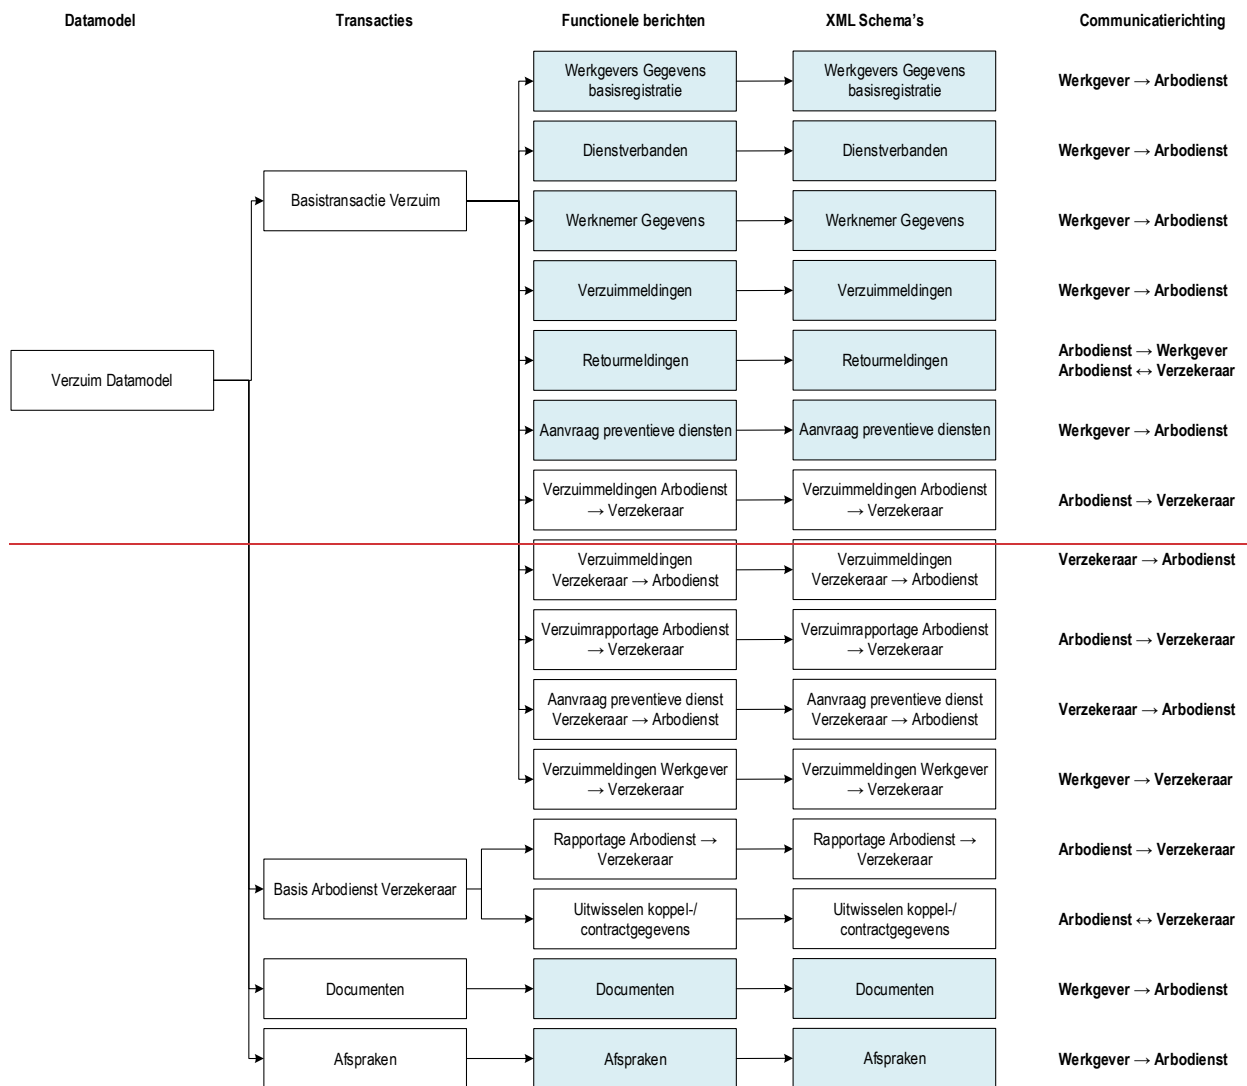 Datamodel
Transacties
Functionele berichten
XML Schema's
Communicatierichting
Werkgevers Gegevens
basisregistratie
Werkgevers Gegevens
basisregistratie
Werkgever → Arbodienst
Dienstverbanden
Dienstverbanden
Werkgever → Arbodienst
Basistransactie Verzuim
Werknemer Gegevens
Werknemer Gegevens
Werkgever → Arbodienst
Verzuimmeldingen
Verzuimmeldingen
Werkgever → Arbodienst
Verzuim Datamodel
Retourmeldingen
Retourmeldingen
Arbodienst → Werkgever
Arbodienst ↔ Verzekeraar
Aanvraag preventieve diensten
Aanvraag preventieve diensten
Werkgever → Arbodienst
Verzuimmeldingen Arbodienst
→ Verzekeraar
Verzuimmeldingen Arbodienst
→ Verzekeraar
Arbodienst → Verzekeraar
Verzuimmeldingen
Verzekeraar → Arbodienst
Verzuimmeldingen
Verzekeraar → Arbodienst
Verzekeraar → Arbodienst
Verzuimrapportage Arbodienst
→ Verzekeraar
Verzuimrapportage Arbodienst
→ Verzekeraar
Arbodienst → Verzekeraar
Aanvraag preventieve dienst
Verzekeraar → Arbodienst
Aanvraag preventieve dienst
Verzekeraar → Arbodienst
Verzekeraar → Arbodienst
Verzuimmeldingen Werkgever
→ Verzekeraar
Verzuimmeldingen Werkgever
→ Verzekeraar
Werkgever → Verzekeraar
Rapportage Arbodienst →
Verzekeraar
Rapportage Arbodienst →
Verzekeraar
Arbodienst → Verzekeraar
Basis Arbodienst Verzekeraar
Uitwisselen koppel-/
contractgegevens
Uitwisselen koppel-/
contractgegevens
Arbodienst ↔ Verzekeraar
Documenten
Documenten
Documenten
Werkgever → Arbodienst
Afspraken
Afspraken
Afspraken
Werkgever → Arbodienst